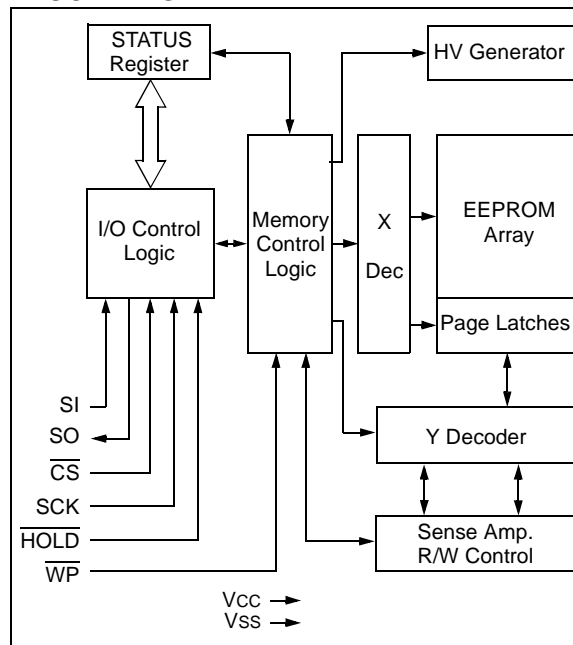 STATUS
Register
HV Generator
I/O Control
Logic
Memory
Control
Logic
X
Dec
EEPROM
Array
Page Latches
Y Decoder
Sense Amp.
R/W Control
SI
SO
CS
SCK
HOLD
WP
VCC
VSS